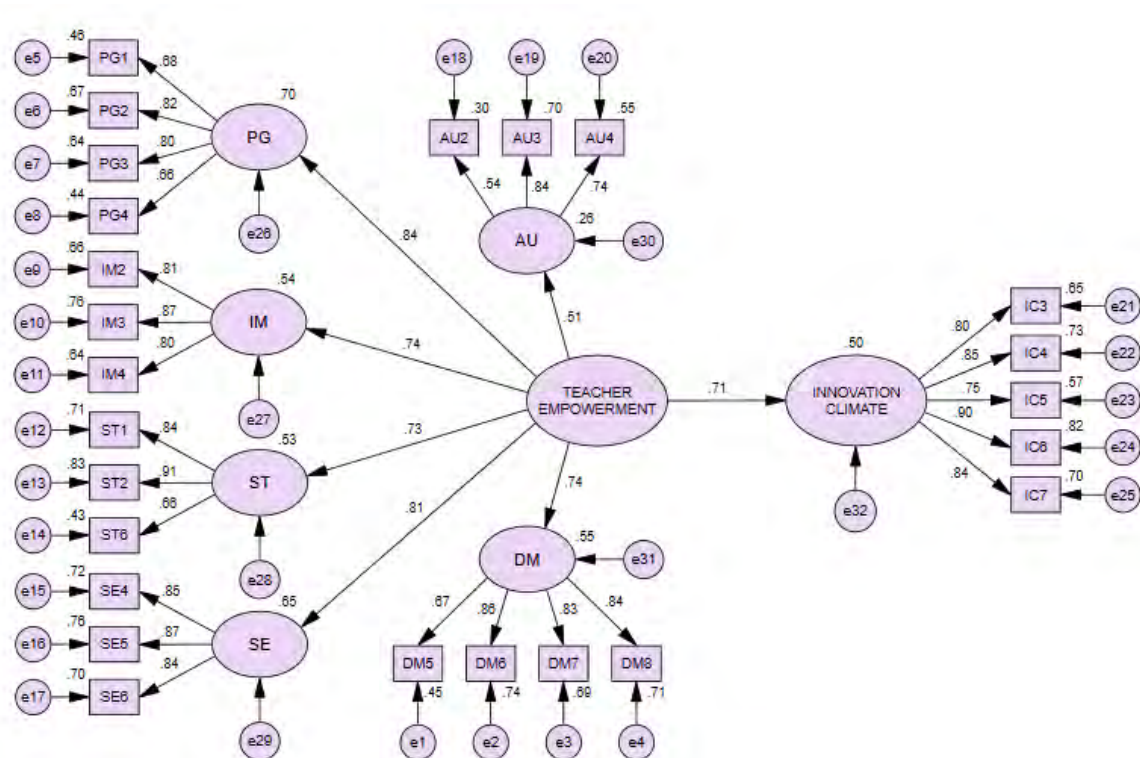 .46
e5 PG1
.68
.67
e6 PG2
.82
.64
e7 PG3
.80
.44
e8 PG4
.66
.70
PG
e26
.84
.66
e9 IM2
.81
.76
e10 IM3
.87
.64
e11 IM4
.80
.54
IM
e27
.74
.71
e12 ST1
.84
.83
e13 ST2
.91
.43
e14 ST6
.66
.53
ST
e28
.73
.72
e15 SE4
.85
.76
e16 SE5
.87
.70
e17 SE6
.84
.65
SE
e29
.81
e18 e19 e20
.30 .70 .55
AU2 AU3 AU4
.54 .84 .74
.26
AU e30
.51
TEACHER
EMPOWERMENT
.74
.55
DM e31
.67 .86 .83 .84
DM5 DM6 DM7 DM8
.45 .74 .69 .71
e1 e2 e3 e4
.71
.50
INNOVATION
CLIMATE
e32
.65
.80 IC3 e21
.73
.85 IC4 e22
.57
.75 IC5 e23
.82
.90 IC6 e24
.70
.84 IC7 e25